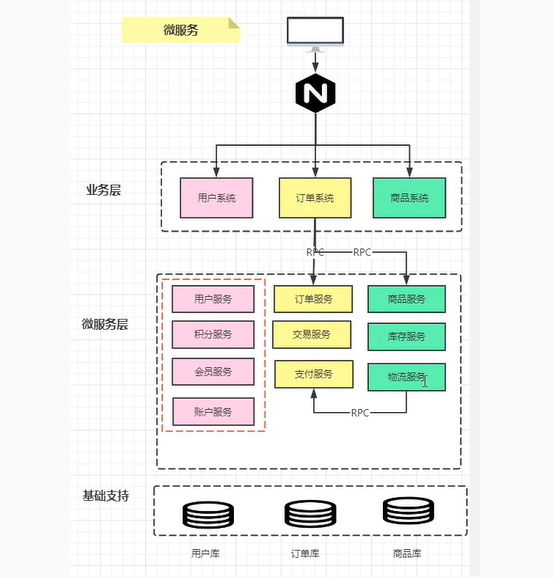 微服务
N
业务层
用户系统
订单系统
商品系统
RPC
RPC
微服务层
用户服务
订单服务
商品服务
积分服务
交易服务
库存服务
会员服务
支付服务
物流服务
账户服务
RPC
基础支持
用户库
订单库
商品库